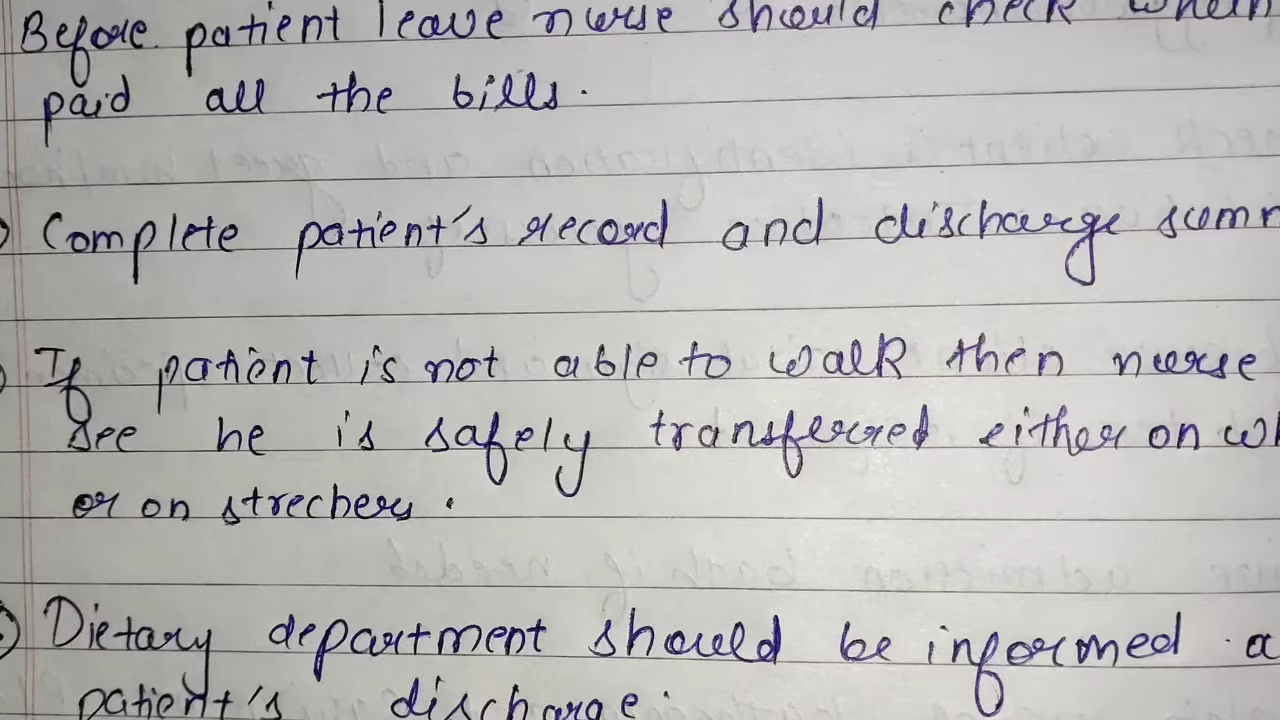 Before patient leave nurse should check
paid all the bills.
Complete patient's record and discharge summ
If patient is not able to walk then nurse
see he is safely transferred either on wh
or on strechers.
Dietary department should be informed a
patient's discharge.